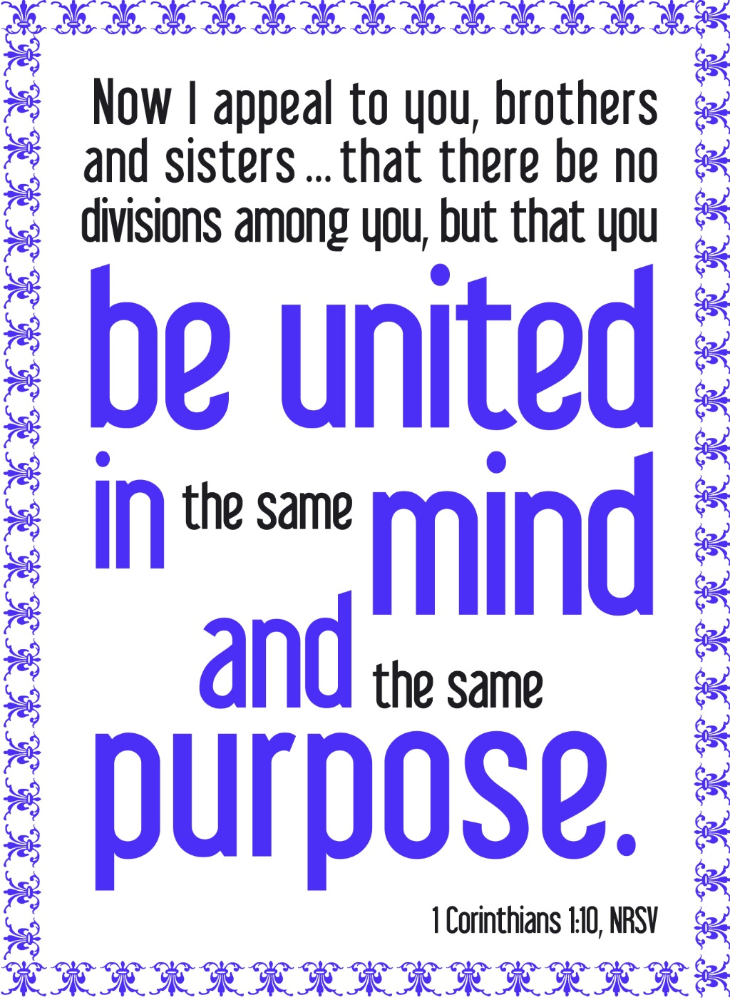 Now I appeal to you, brothers
and sisters ... that there be no
divisions among you, but that you
be united
in the same mind
and the same
purpose.
1 Corinthians 1:10, NRSV